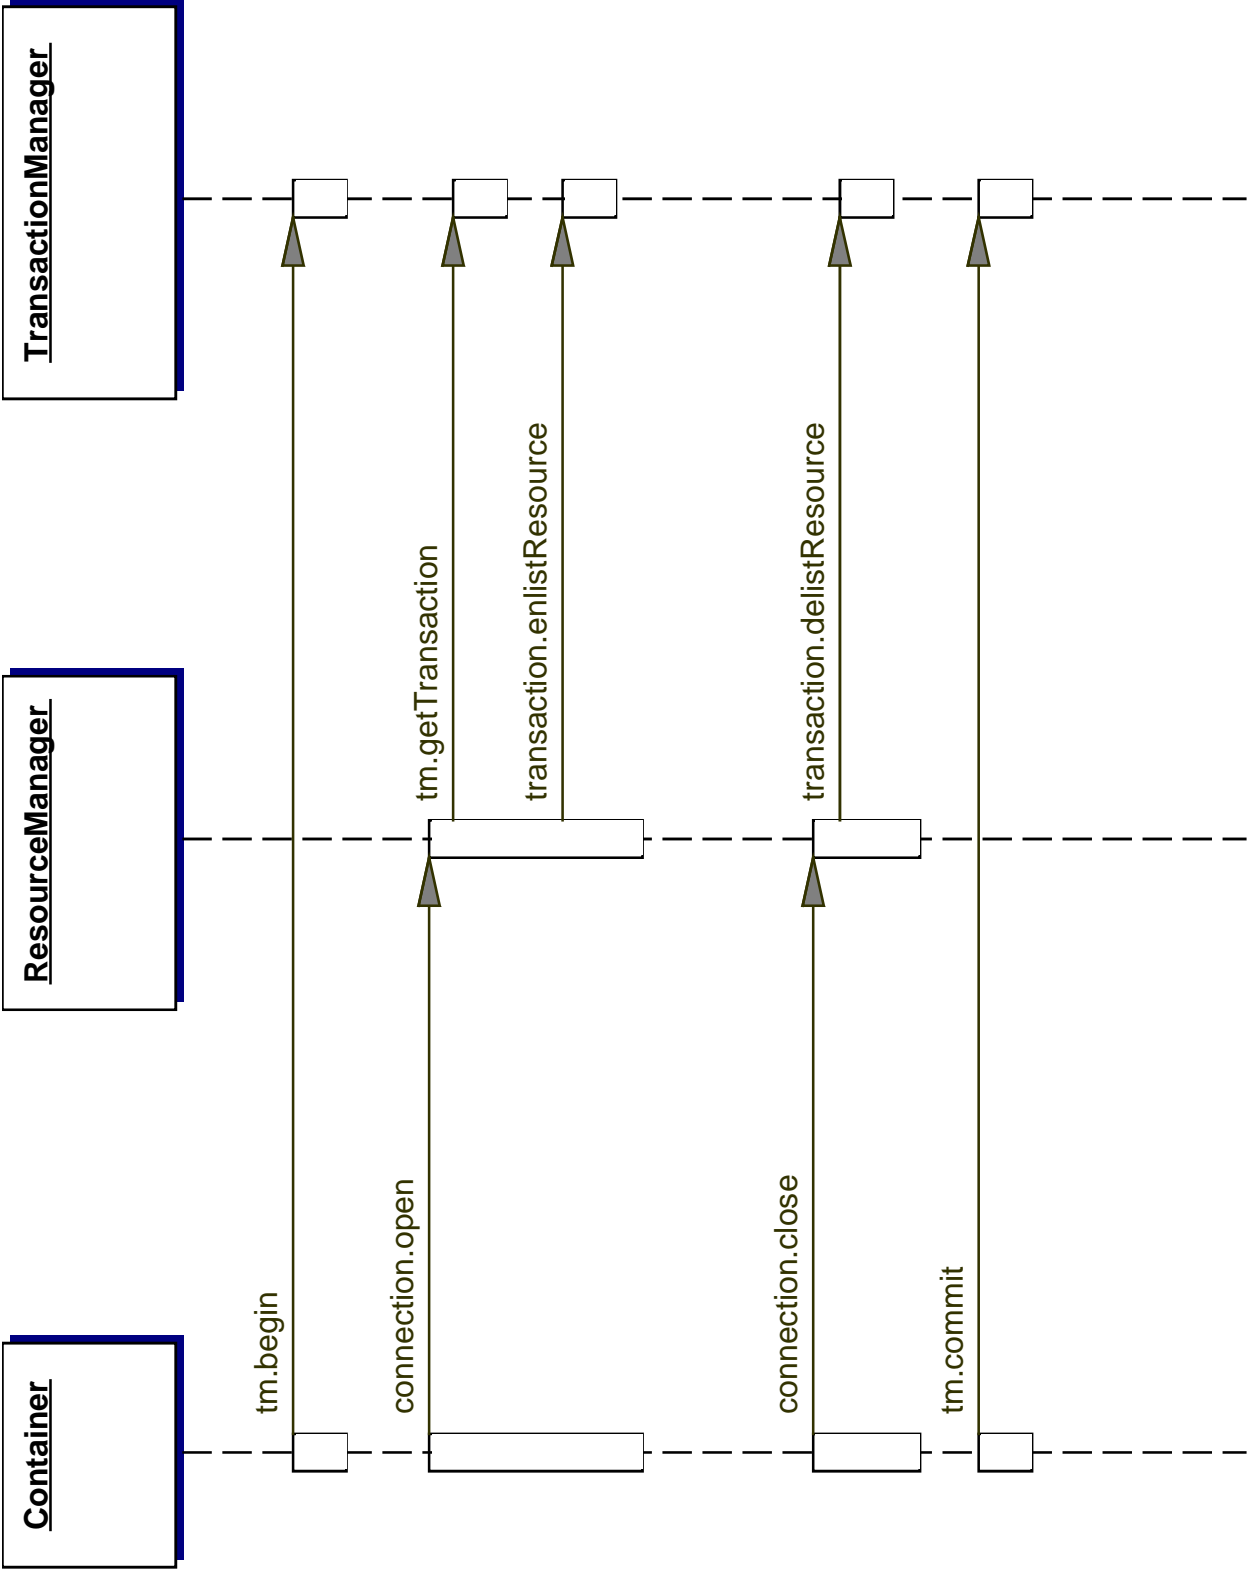 Container
ResourceManager
TransactionManager
tm.begin
connection.open
tm.getTransaction
transaction.enlistResource
connection.close
transaction.delistResource
tm.commit